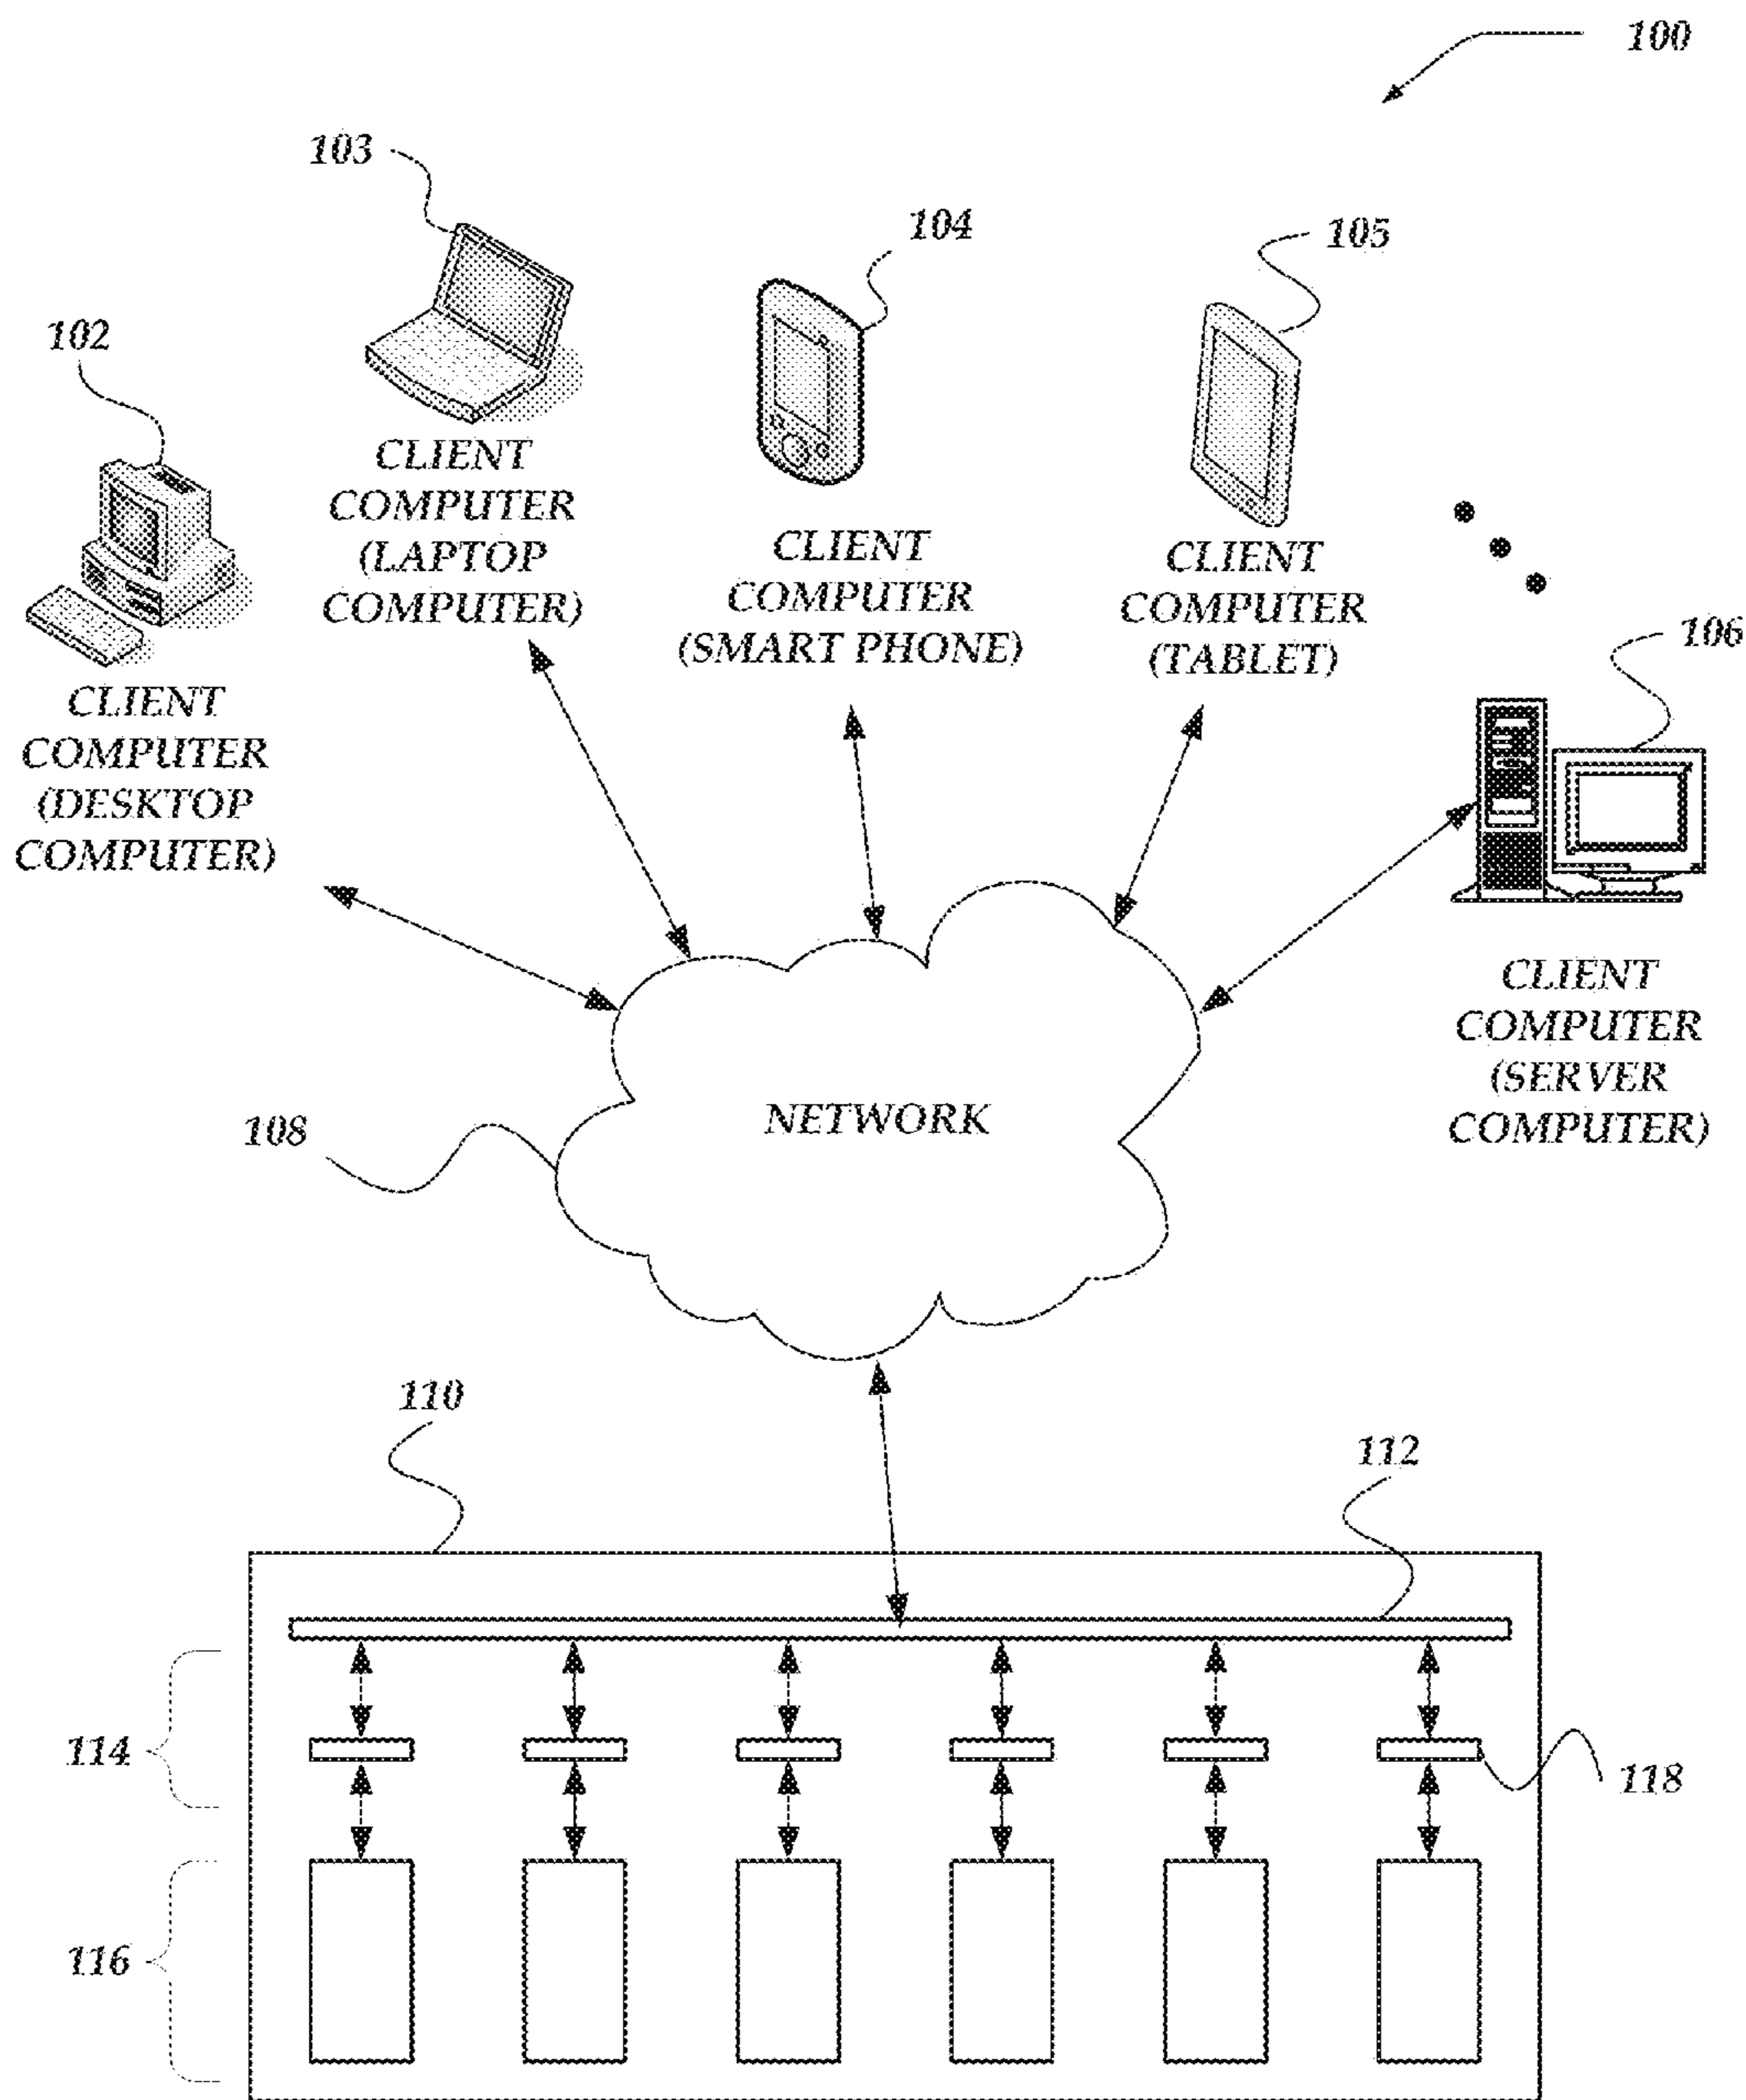 100
103
104
105
102
CLIENT
COMPUTER
(LAPTOP
COMPUTER)
CLIENT
COMPUTER
(SMART PHONE)
CLIENT
COMPUTER
(TABLET)
106
CLIENT
COMPUTER
(DESKTOP
COMPUTER)
CLIENT
COMPUTER
(SERVER
COMPUTER)
NETWORK
108
110
112
114
118
116